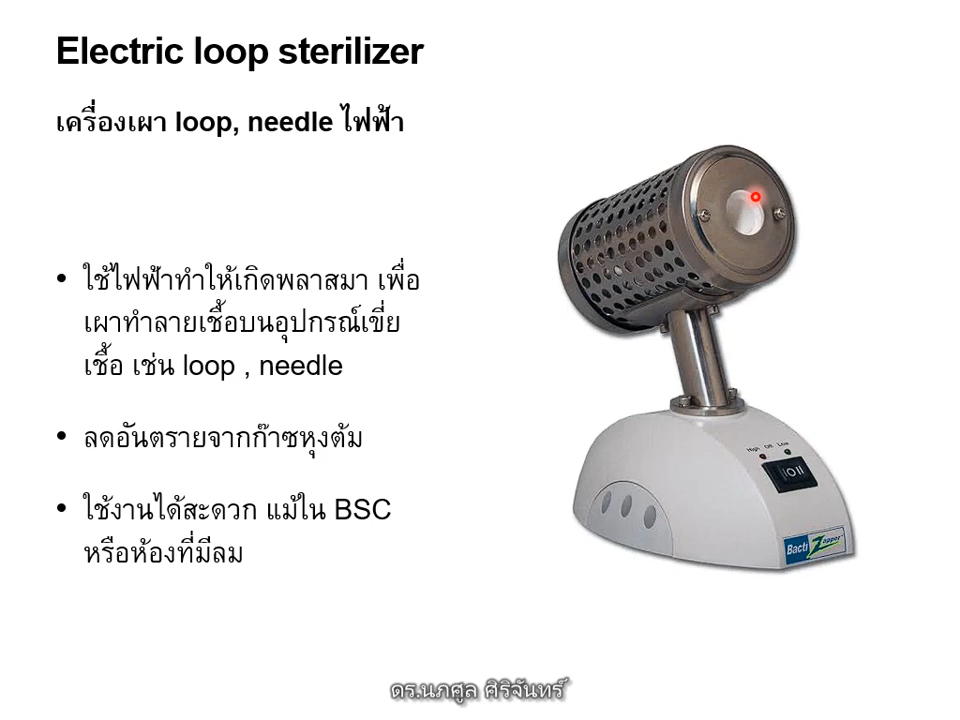 Electric loop sterilizer
เครื่องเผา loop, needle ไฟฟ้า
• ใช้ไฟฟ้าทำให้เกิดพลาสมา เพื่อ
เผาทำลายเชื้อบนอุปกรณ์เขี่ย
เชื้อ เช่น loop , needle
• ลดอันตรายจากก๊าซหุงต้ม
• ใช้งานได้สะดวก แม้ใน BSC
หรือห้องที่มีลม
High Off Low
Bacti Zapper
ดร.นภศูล ศิริจันทร์